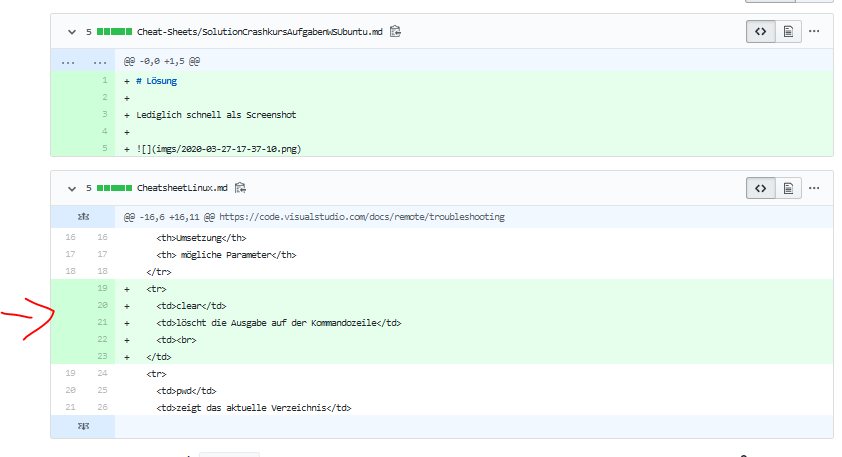 5 Cheat-Sheets/SolutionCrashkursAufgabenWSUbuntu.md
... ... @@ -0,0 +1,5 @@
1 + # Lösung
2 +
3 + Lediglich schnell als Screenshot
4 +
5 + ![](imgs/2020-03-27-17-37-10.png)
5 CheatsheetLinux.md
@@ -16,6 +16,11 @@ https://code.visualstudio.com/docs/remote/troubleshooting
16 16 <th>Umsetzung</th>
17 17 <th> mögliche Parameter</th>
18 18 </tr>
19 + <tr>
20 + <td>clear</td>
21 + <td>löscht die Ausgabe auf der Kommandozeile</td>
22 + <td><br>
23 + </td>
19 24 <tr>
20 25 <td>pwd</td>
21 26 <td>zeigt das aktuelle Verzeichnis</td>